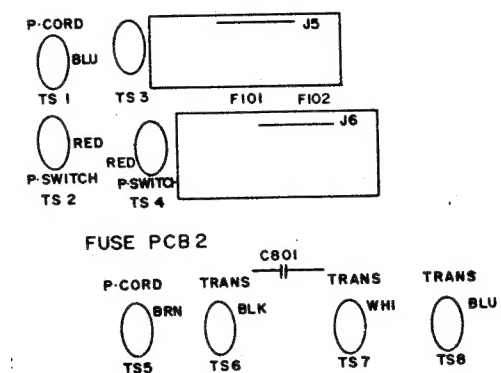 P-CORD
BLU
TS 1
TS 3
J5
F101 F102
RED
P-SWITCH
TS 2
RED
P-SWITCH
TS 4
J6
FUSE PCB 2
C801
P-CORD
BRN
TS5
TRANS
BLK
TS6
TRANS
WHI
TS7
TRANS
BLU
TS8